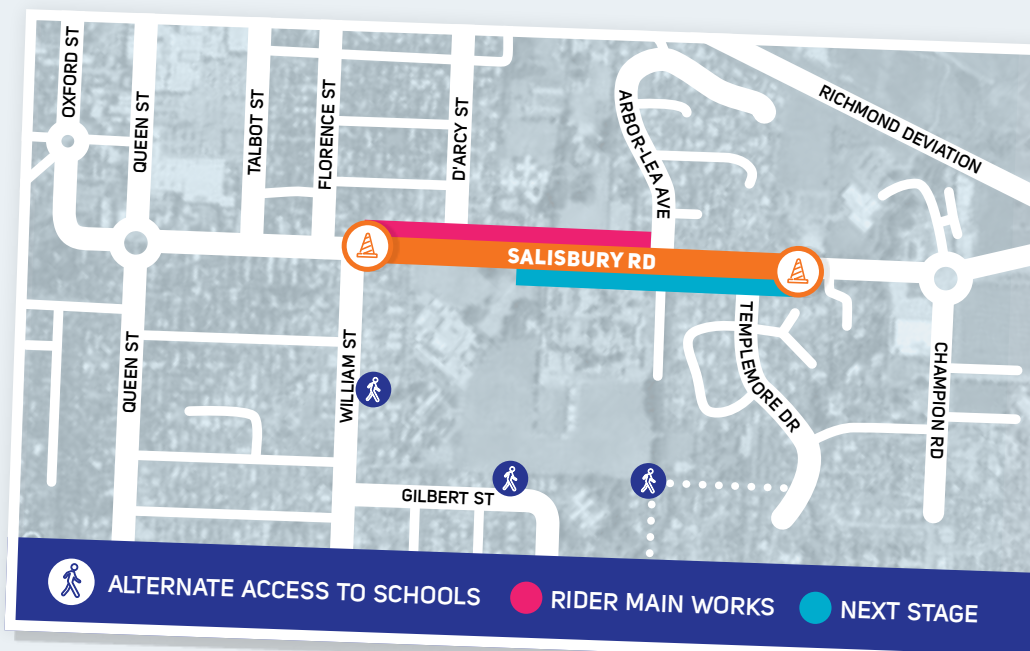 OXFORD ST
QUEEN ST
TALBOT ST
FLORENCE ST
D'ARCY ST
ARBOR-LEA AVE
RICHMOND DEVIATION
SALISBURY RD
QUEEN ST
WILLIAM ST
TEMPLEMORE DR
CHAMPION RD
GILBERT ST
ALTERNATE ACCESS TO SCHOOLS
RIDER MAIN WORKS
NEXT STAGE